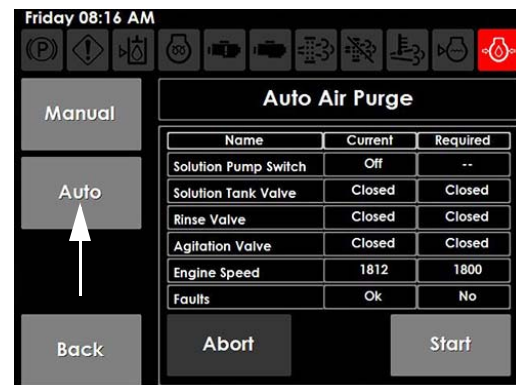 Friday 08:16 AM
(P)
Manual
Auto
Back
Auto Air Purge
Name Current Required
Solution Pump Switch Off --
Solution Tank Valve Closed Closed
Rinse Valve Closed Closed
Agitation Valve Closed Closed
Engine Speed 1812 1800
Faults Ok No
Abort Start